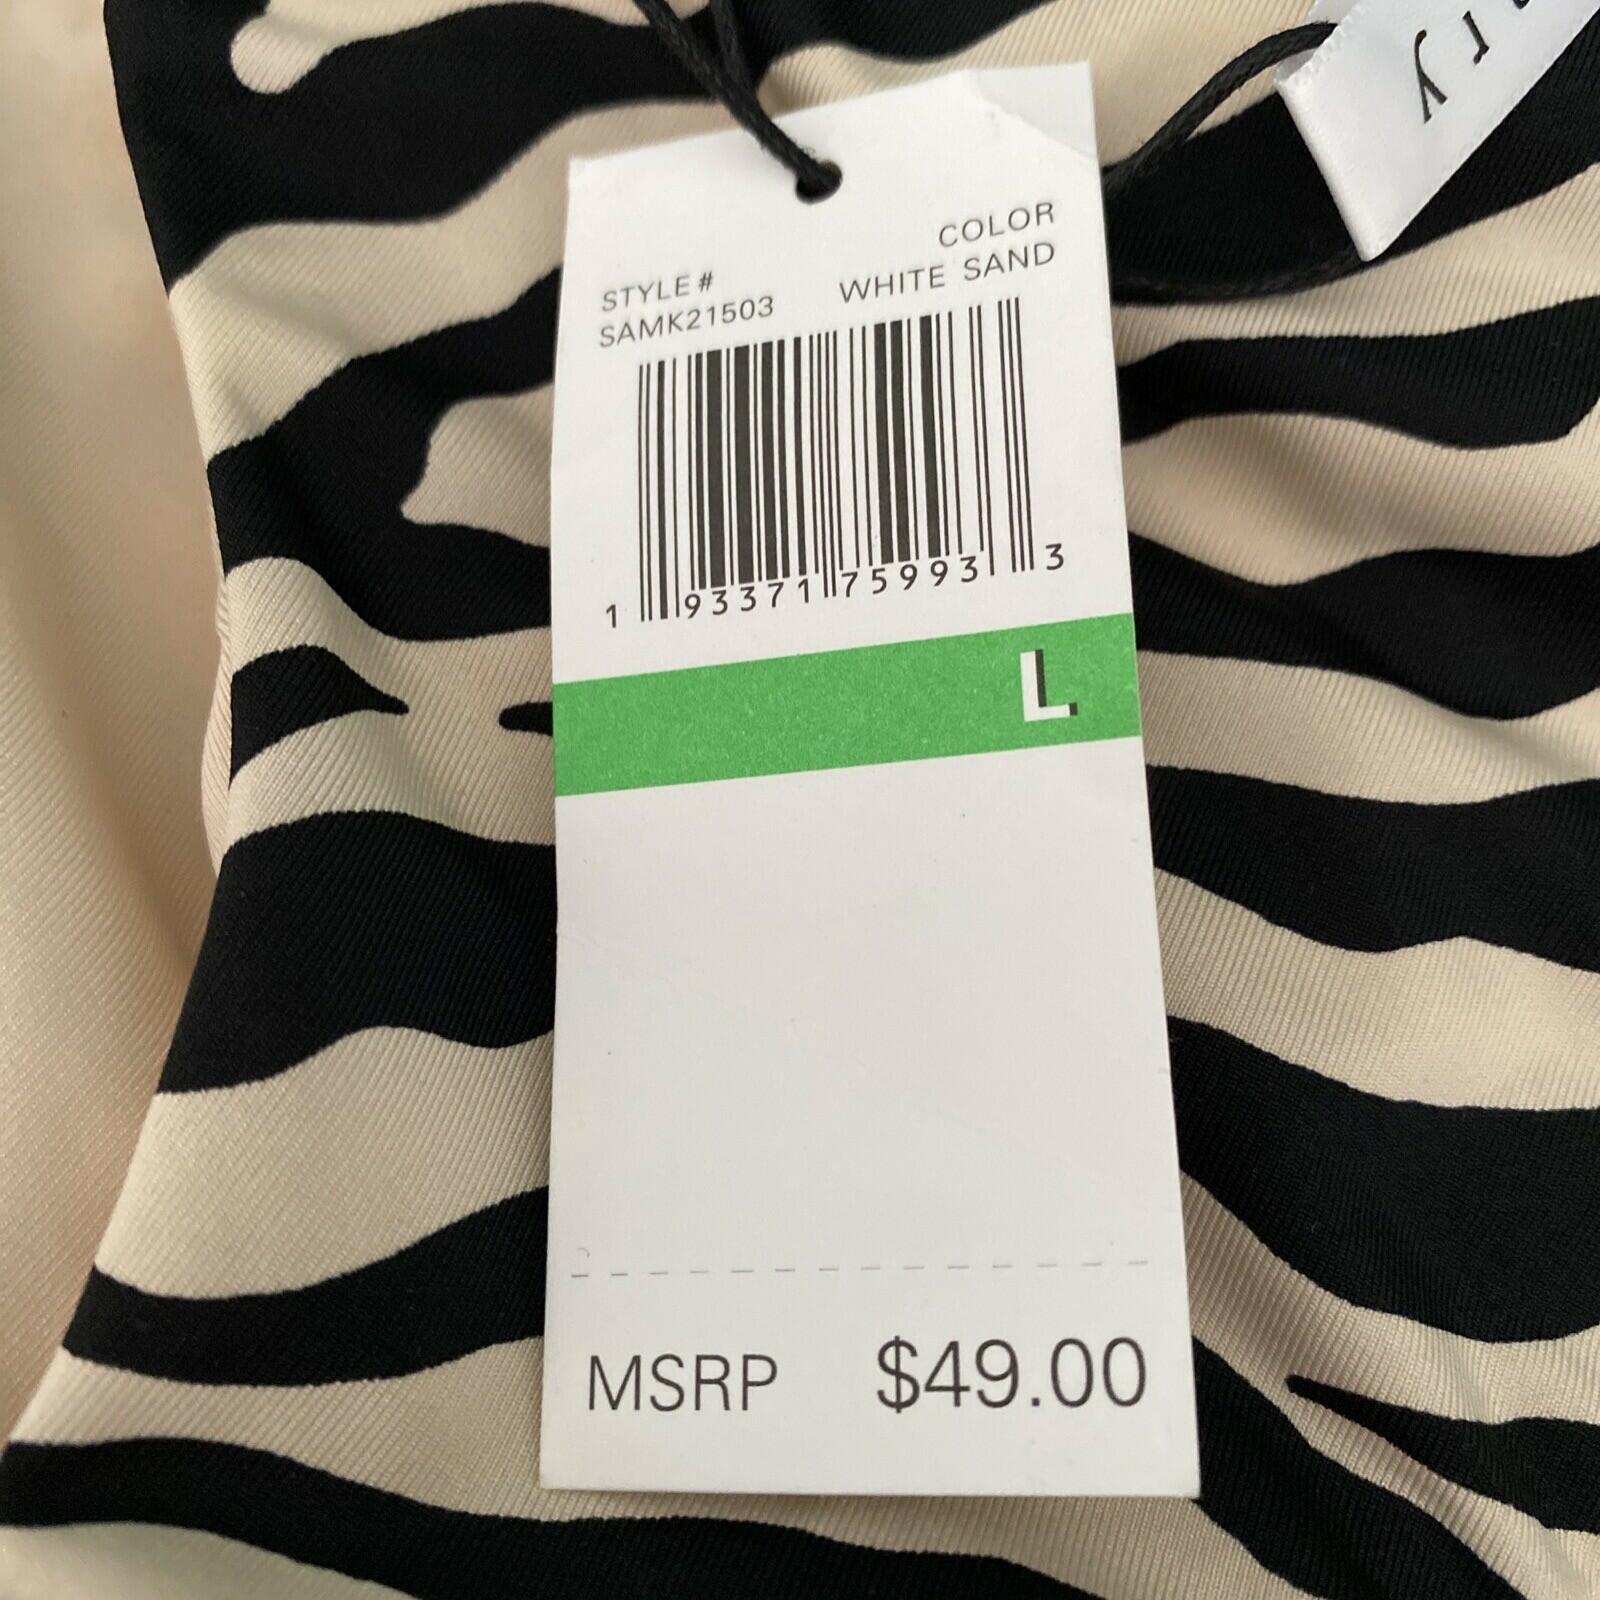 STYLE #
SAMK21503
COLOR
WHITE SAND
1 93371 75993 3
L
MSRP $49.00